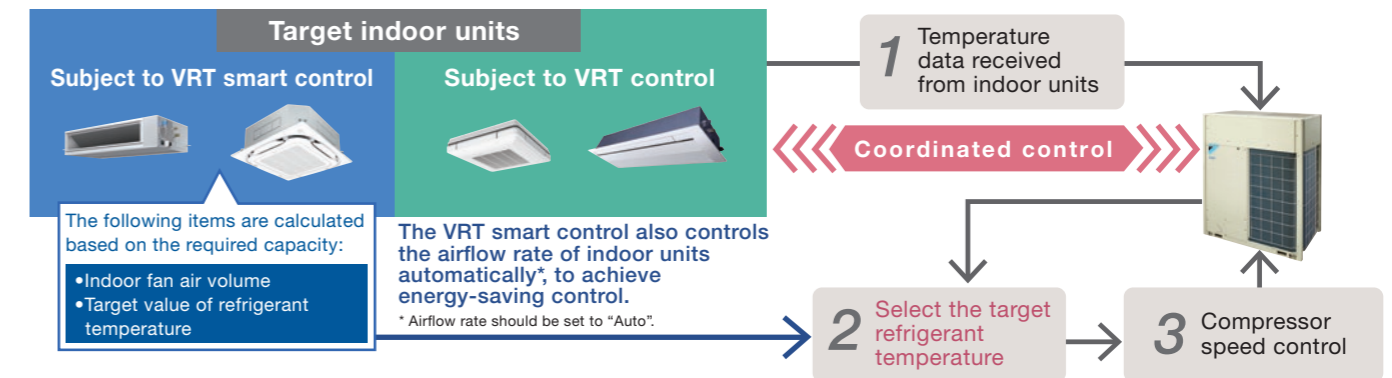 Target indoor units
Subject to VRT smart control
Subject to VRT control
The following items are calculated
based on the required capacity:
•Indoor fan air volume
•Target value of refrigerant
temperature
The VRT smart control also controls
the airflow rate of indoor units
automatically*, to achieve
energy-saving control.
* Airflow rate should be set to “Auto”.
1 Temperature
data received
from indoor units
Coordinated control
2 Select the target
refrigerant
temperature
3 Compressor
speed control